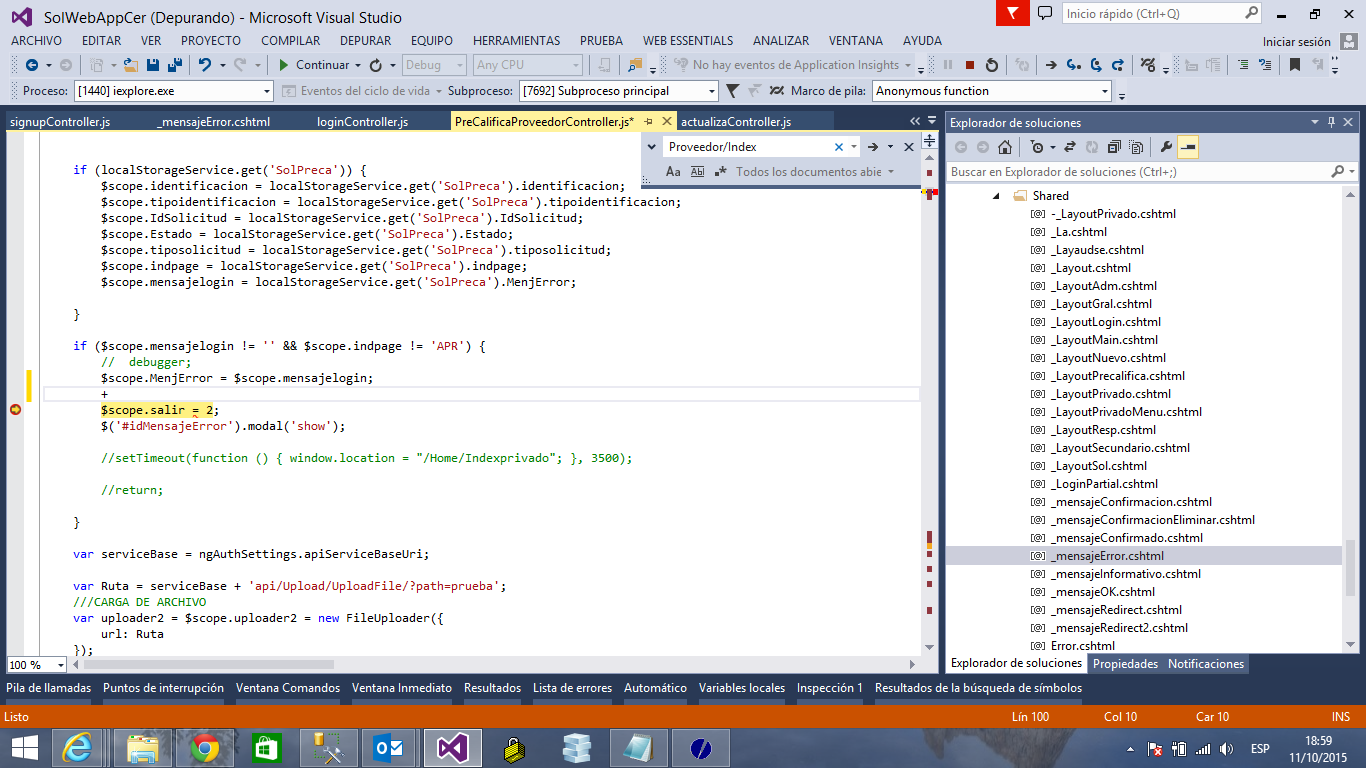 SolWebAppCer (Depurando) - Microsoft Visual Studio
Inicio rápido (Ctrl+Q)
ARCHIVO EDITAR VER PROYECTO COMPILAR DEPURAR EQUIPO HERRAMIENTAS PRUEBA WEB ESSENTIALS ANALIZAR VENTANA AYUDA
Iniciar sesión
Continuar Debug Any CPU No hay eventos de Application Insights
Proceso: [1440] iexplore.exe Eventos del ciclo de vida Subproceso: [7692] Subproceso principal Marco de pila: Anonymous function
signupController.js _mensajeError.cshtml loginController.js PreCalificaProveedorController.js* actualizaController.js
Proveedor/Index
Aa Ab Todos los documentos abie
if (localStorageService.get('SolPreca')) {
$scope.identificacion = localStorageService.get('SolPreca').identificacion;
$scope.tipoidentificacion = localStorageService.get('SolPreca').tipoidentificacion;
$scope.IdSolicitud = localStorageService.get('SolPreca').IdSolicitud;
$scope.Estado = localStorageService.get('SolPreca').Estado;
$scope.tiposolicitud = localStorageService.get('SolPreca').tiposolicitud;
$scope.indpage = localStorageService.get('SolPreca').indpage;
$scope.mensajelogin = localStorageService.get('SolPreca').MenjError;
}
if ($scope.mensajelogin != '' && $scope.indpage != 'APR') {
//  debugger;
$scope.MenjError = $scope.mensajelogin;
+
$scope.salir = 2;
$('#idMensajeError').modal('show');
//setTimeout(function () { window.location = "/Home/Indexprivado"; }, 3500);
//return;
}
var serviceBase = ngAuthSettings.apiServiceBaseUri;
var Ruta = serviceBase + 'api/Upload/UploadFile/?path=prueba';
///CARGA DE ARCHIVO
var uploader2 = $scope.uploader2 = new FileUploader({
url: Ruta
});
100 %
Explorador de soluciones
Buscar en Explorador de soluciones (Ctrl+;)
Shared
-_LayoutPrivado.cshtml
_La.cshtml
_Layaudse.cshtml
_Layout.cshtml
_LayoutAdm.cshtml
_LayoutGral.cshtml
_LayoutLogin.cshtml
_LayoutMain.cshtml
_LayoutNuevo.cshtml
_LayoutPrecalifica.cshtml
_LayoutPrivado.cshtml
_LayoutPrivadoMenu.cshtml
_LayoutResp.cshtml
_LayoutSecundario.cshtml
_LayoutSol.cshtml
_LoginPartial.cshtml
_mensajeConfirmacion.cshtml
_mensajeConfirmacionEliminar.cshtml
_mensajeConfirmado.cshtml
_mensajeError.cshtml
_mensajeInformativo.cshtml
_mensajeOK.cshtml
_mensajeRedirect.cshtml
_mensajeRedirect2.cshtml
Error.cshtml
Explorador de soluciones Propiedades Notificaciones
Pila de llamadas Puntos de interrupción Ventana Comandos Ventana Inmediato Resultados Lista de errores Automático Variables locales Inspección 1 Resultados de la búsqueda de símbolos
Listo Lín 100 Col 10 Car 10 INS
ESP
18:59
11/10/2015